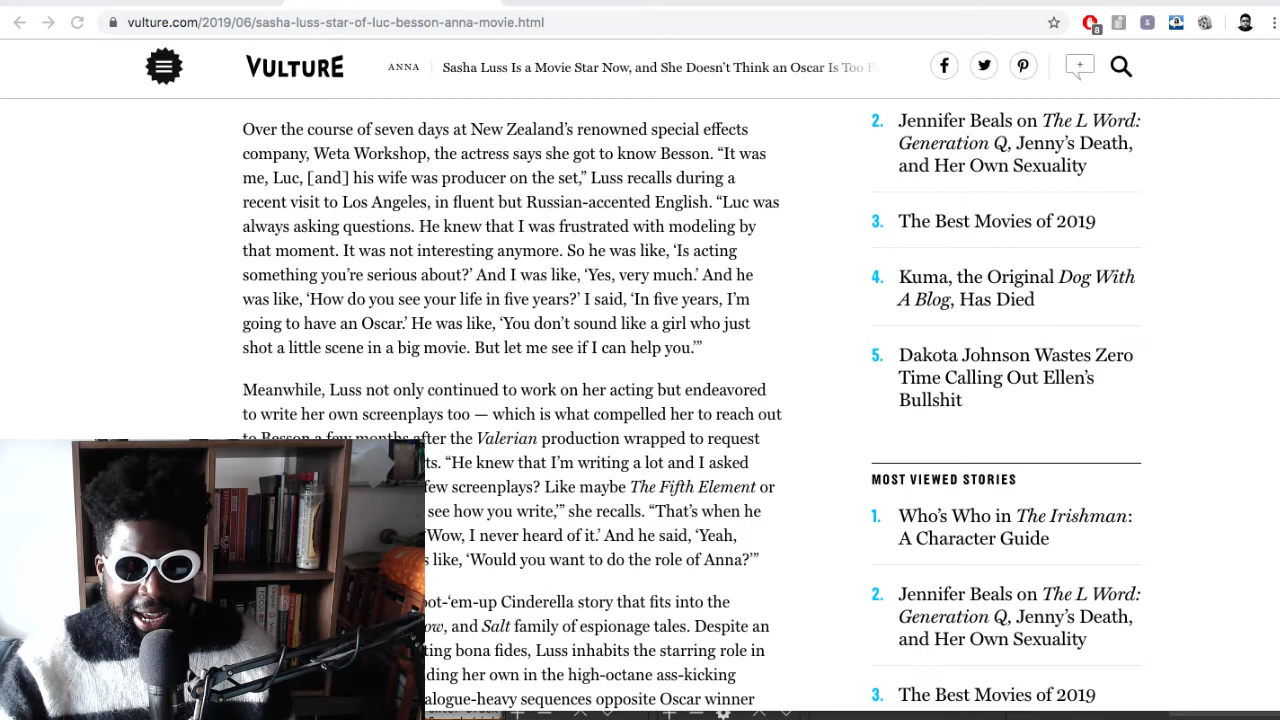 vulture.com/2019/06/sasha-luss-star-of-luc-besson-anna-movie.html
8
VULTURE
ANNA
Sasha Luss Is a Movie Star Now, and She Doesn't Think an Oscar Is Too
Over the course of seven days at New Zealand's renowned special effects
company, Weta Workshop, the actress says she got to know Besson. “It was
me, Luc, [and] his wife was producer on the set,” Luss recalls during a
recent visit to Los Angeles, in fluent but Russian-accented English. “Luc was
always asking questions. He knew that I was frustrated with modeling by
that moment. It was not interesting anymore. So he was like, ‘Is acting
something you’re serious about?’ And I was like, ‘Yes, very much.’ And he
was like, ‘How do you see your life in five years?’ I said, ‘In five years, I’m
going to have an Oscar.’ He was like, ‘You don’t sound like a girl who just
shot a little scene in a big movie. But let me see if I can help you.’”
Meanwhile, Luss not only continued to work on her acting but endeavored
to write her own screenplays too — which is what compelled her to reach out
to Besson a few months after the Valerian production wrapped to request
ts. “He knew that I’m writing a lot and I asked
few screenplays? Like maybe The Fifth Element or
see how you write,’” she recalls. “That’s when he
‘Wow, I never heard of it.’ And he said, ‘Yeah,
s like, ‘Would you want to do the role of Anna?’”
oot-‘em-up Cinderella story that fits into the
ow, and Salt family of espionage tales. Despite an
ting bona fides, Luss inhabits the starring role in
ding her own in the high-octane ass-kicking
alogue-heavy sequences opposite Oscar winner
2. Jennifer Beals on The L Word:
Generation Q, Jenny’s Death,
and Her Own Sexuality
3. The Best Movies of 2019
4. Kuma, the Original Dog With
A Blog, Has Died
5. Dakota Johnson Wastes Zero
Time Calling Out Ellen’s
Bullshit
MOST VIEWED STORIES
1. Who’s Who in The Irishman:
A Character Guide
2. Jennifer Beals on The L Word:
Generation Q, Jenny’s Death,
and Her Own Sexuality
3. The Best Movies of 2019